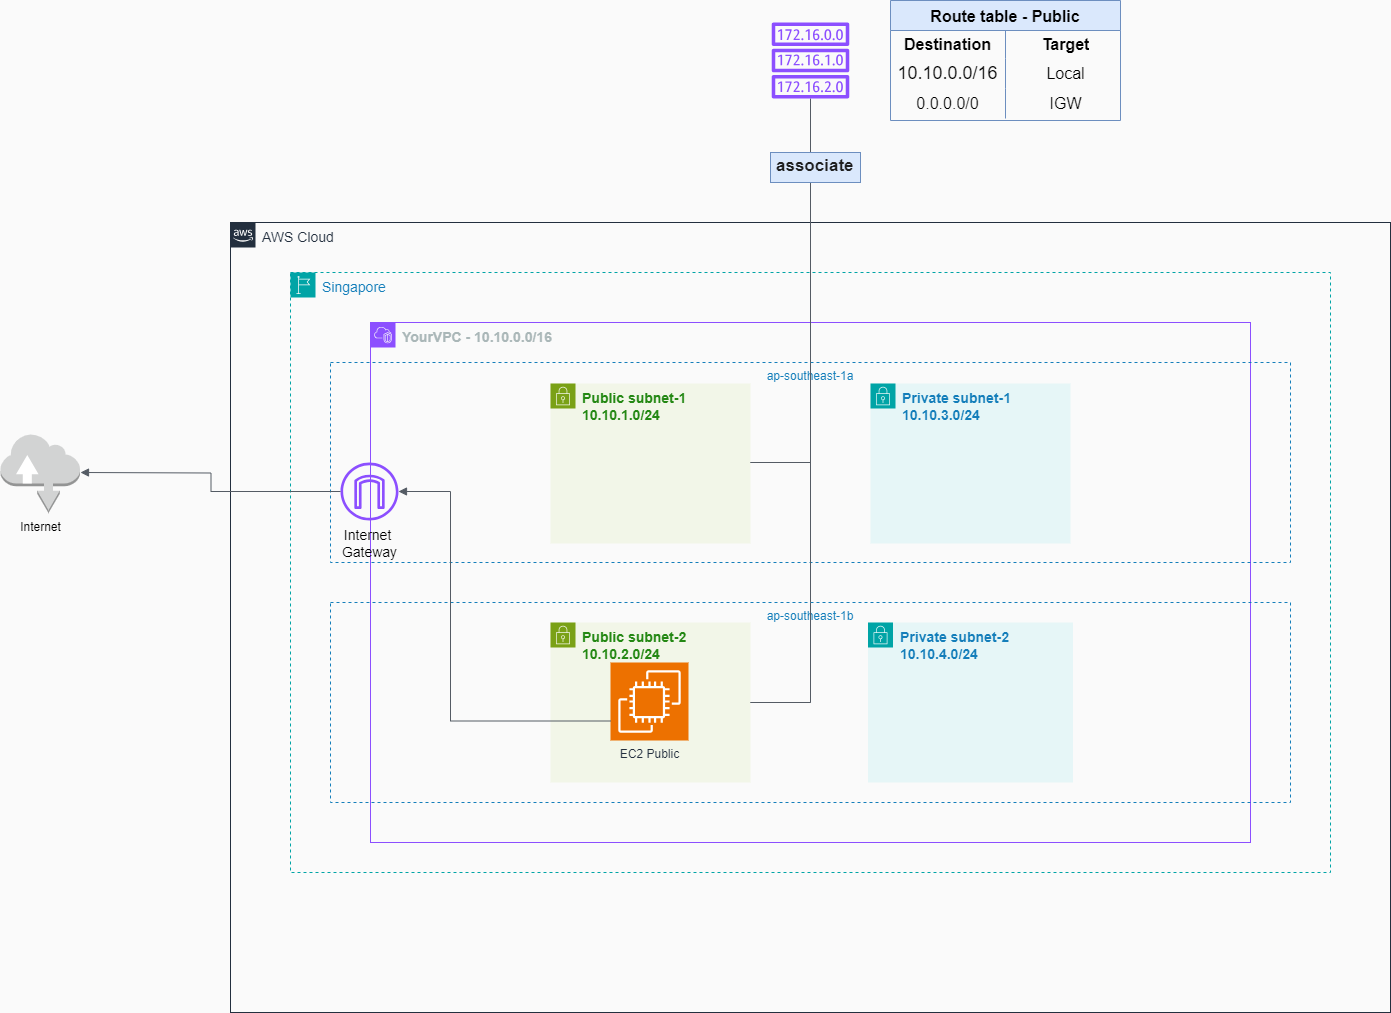 172.16.0.0
172.16.1.0
172.16.2.0
Route table - Public
Destination Target
10.10.0.0/16 Local
0.0.0.0/0 IGW
associate
aws
AWS Cloud
Singapore
YourVPC - 10.10.0.0/16
ap-southeast-1a
Public subnet-1
10.10.1.0/24
Private subnet-1
10.10.3.0/24
Internet
Internet
Gateway
ap-southeast-1b
Public subnet-2
10.10.2.0/24
Private subnet-2
10.10.4.0/24
EC2 Public